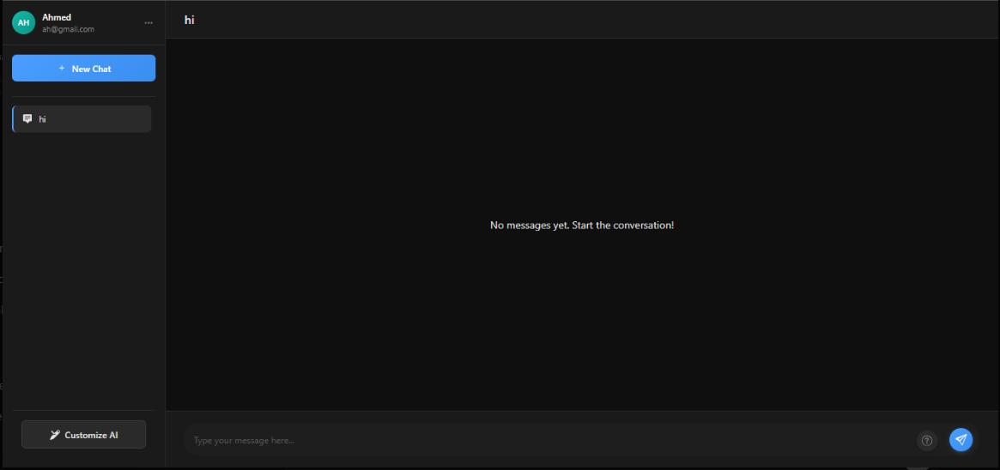 AH
Ahmed
ah@gmail.com
...
+ New Chat
hi
Customize AI
hi
No messages yet. Start the conversation!
Type your message here...
?